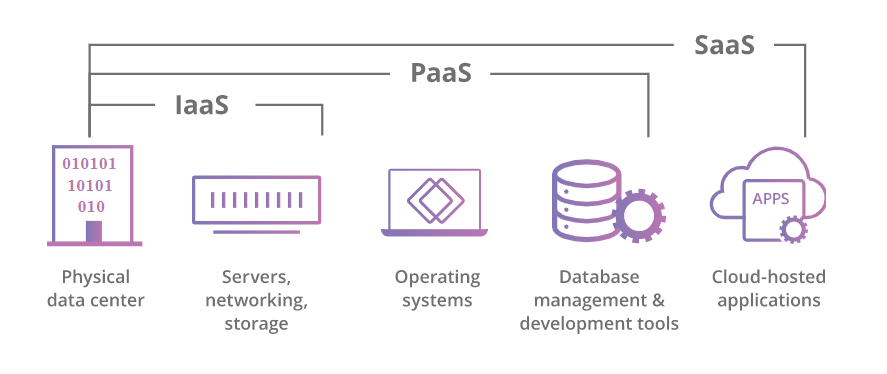 SaaS
PaaS
IaaS
010101
10101
010
APPS
Physical
data center
Servers,
networking,
storage
Operating
systems
Database
management &
development tools
Cloud-hosted
applications